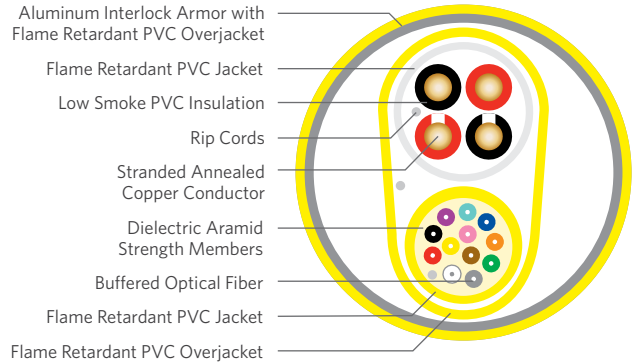 Aluminum Interlock Armor with
Flame Retardant PVC Overjacket
Flame Retardant PVC Jacket
Low Smoke PVC Insulation
Rip Cords
Stranded Annealed
Copper Conductor
Dielectric Aramid
Strength Members
Buffered Optical Fiber
Flame Retardant PVC Jacket
Flame Retardant PVC Overjacket